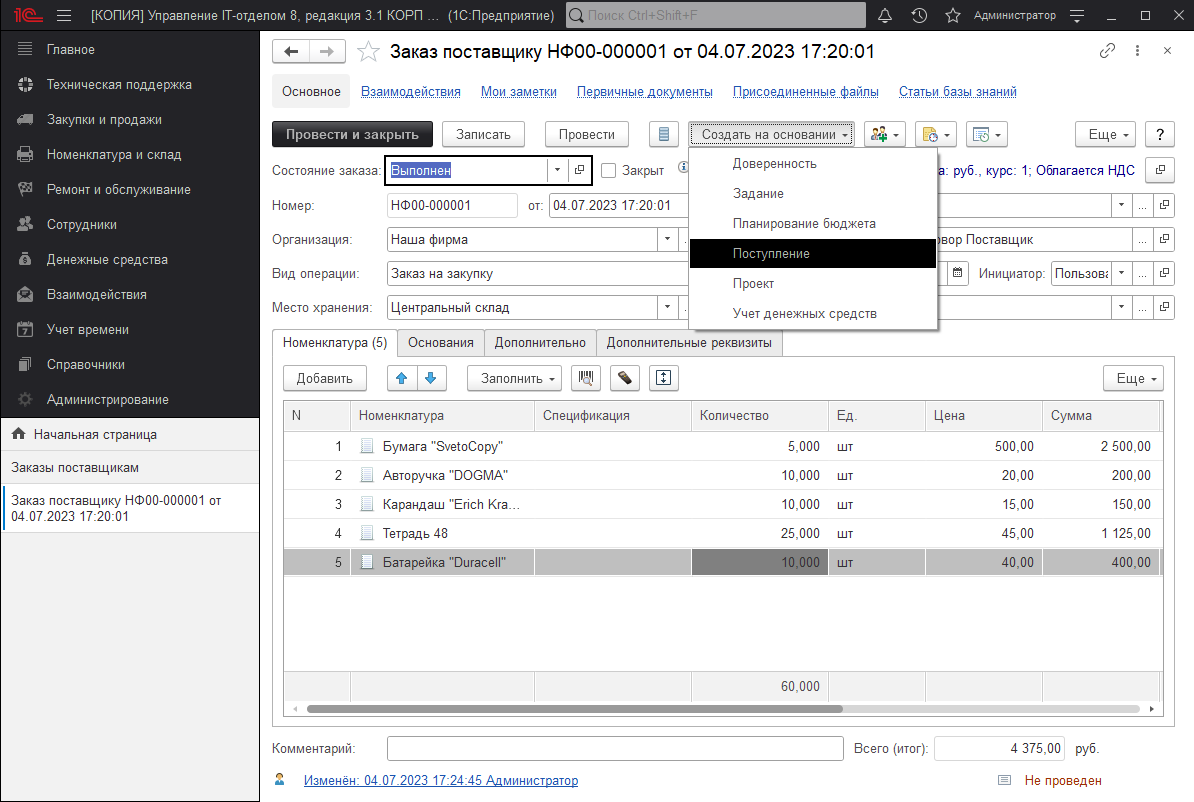 1С [КОПИЯ] Управление IT-отделом 8, редакция 3.1 КОРП ... (1С:Предприятие) Поиск Ctrl+Shift+F Администратор
Главное
Техническая поддержка
Закупки и продажи
Номенклатура и склад
Ремонт и обслуживание
Сотрудники
Денежные средства
Взаимодействия
Учет времени
Справочники
Администрирование
Начальная страница
Заказы поставщикам
Заказ поставщику НФ00-000001 от
04.07.2023 17:20:01
Заказ поставщику НФ00-000001 от 04.07.2023 17:20:01
Основное Взаимодействия Мои заметки Первичные документы Присоединенные файлы Статьи базы знаний
Провести и закрыть Записать Провести Создать на основании Еще ?
Состояние заказа: Выполнен Закрыт а: руб., курс: 1; Облагается НДС
Номер: НФ00-000001 от: 04.07.2023 17:20:01 ...
Организация: Наша фирма вор Поставщик ...
Вид операции: Заказ на закупку Инициатор: Пользова ...
Место хранения: Центральный склад ...
Доверенность
Задание
Планирование бюджета
Поступление
Проект
Учет денежных средств
Номенклатура (5) Основания Дополнительно Дополнительные реквизиты
Добавить Заполнить Еще
N Номенклатура Спецификация Количество Ед. Цена Сумма
1 Бумага "SvetoCopy" 5,000 шт 500,00 2 500,00
2 Авторучка "DOGMA" 10,000 шт 20,00 200,00
3 Карандаш "Erich Kra... 10,000 шт 15,00 150,00
4 Тетрадь 48 25,000 шт 45,00 1 125,00
5 Батарейка "Duracell" 10,000 шт 40,00 400,00
60,000
Комментарий: Всего (итог): 4 375,00 руб.
Изменён: 04.07.2023 17:24:45 Администратор Не проведен